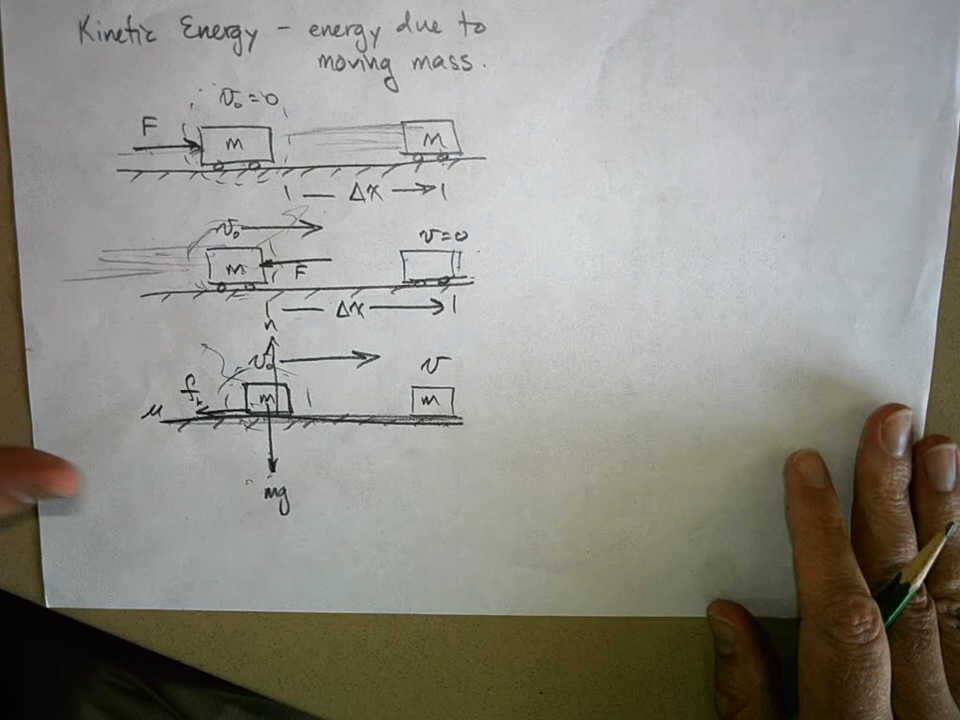 Kinetic Energy – energy due to
moving mass.
v₀ = 0
F
m
m
Δx
v₀
v=0
m
F
Δx
n
v₀
v
fₖ
m
m
μ
mg